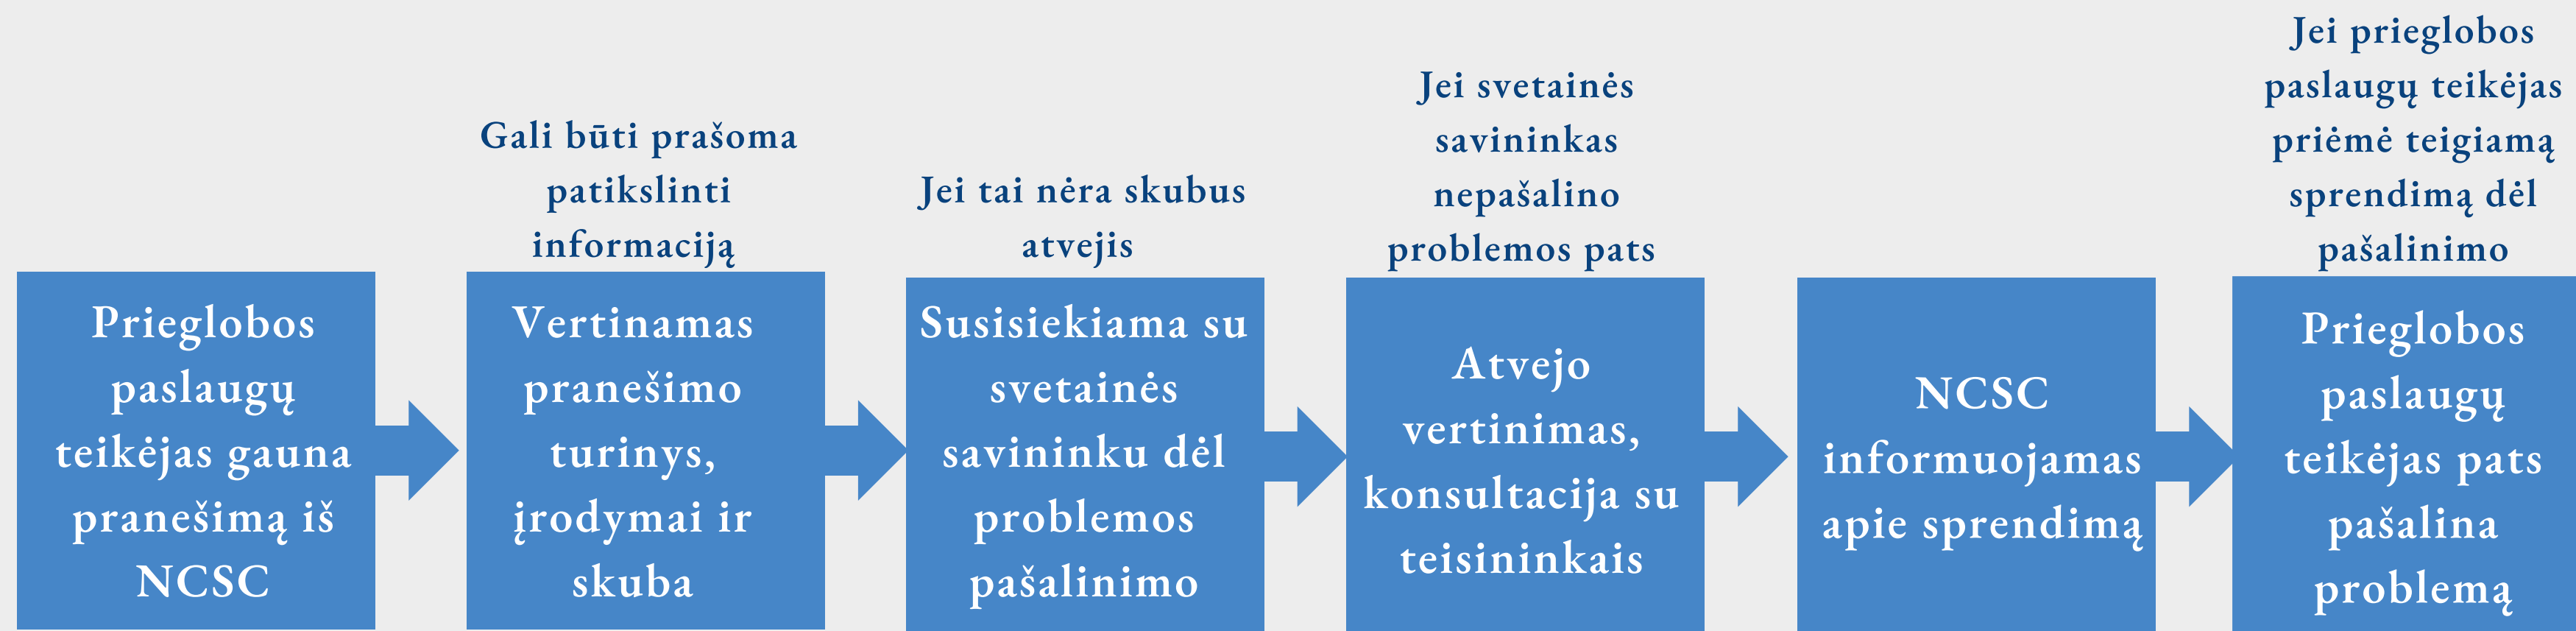 Prieglobos
paslaugų
teikėjas gauna
pranešimą iš
NCSC
Gali būti prašoma
patikslinti
informaciją
Vertinamas
pranešimo
turinys,
įrodymai ir
skuba
Jei tai nėra skubus
atvejis
Susisiekiama su
svetainės
savininku dėl
problemos
pašalinimo
Jei svetainės
savininkas
nepašalino
problemos pats
Atvejo
vertinimas,
konsultacija su
teisininkais
NCSC
informuojamas
apie sprendimą
Jei prieglobos
paslaugų teikėjas
priėmė teigiamą
sprendimą dėl
pašalinimo
Prieglobos
paslaugų
teikėjas pats
pašalina
problemą